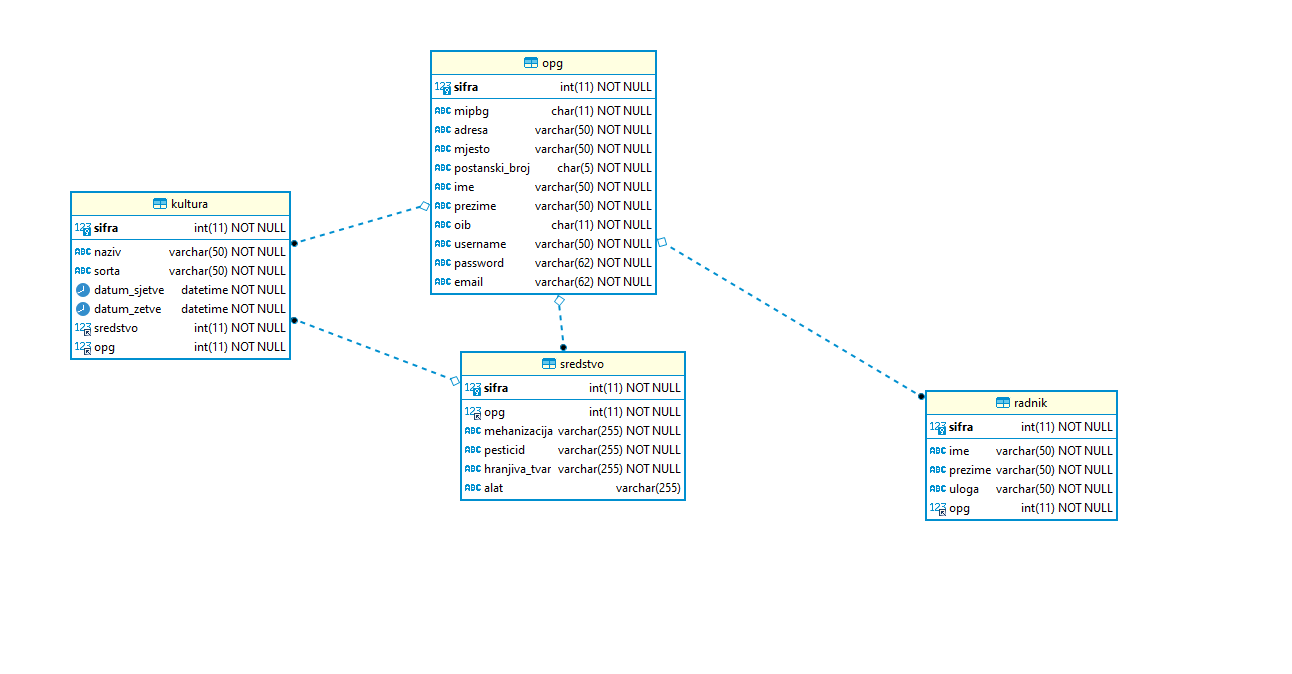 opg
sifra int(11) NOT NULL
mipbg char(11) NOT NULL
adresa varchar(50) NOT NULL
mjesto varchar(50) NOT NULL
postanski_broj char(5) NOT NULL
ime varchar(50) NOT NULL
prezime varchar(50) NOT NULL
oib char(11) NOT NULL
username varchar(50) NOT NULL
password varchar(62) NOT NULL
email varchar(62) NOT NULL
kultura
sifra int(11) NOT NULL
naziv varchar(50) NOT NULL
sorta varchar(50) NOT NULL
datum_sjetve datetime NOT NULL
datum_zetve datetime NOT NULL
sredstvo int(11) NOT NULL
opg int(11) NOT NULL
sredstvo
sifra int(11) NOT NULL
opg int(11) NOT NULL
mehanizacija varchar(255) NOT NULL
pesticid varchar(255) NOT NULL
hranjiva_tvar varchar(255) NOT NULL
alat varchar(255)
radnik
sifra int(11) NOT NULL
ime varchar(50) NOT NULL
prezime varchar(50) NOT NULL
uloga varchar(50) NOT NULL
opg int(11) NOT NULL